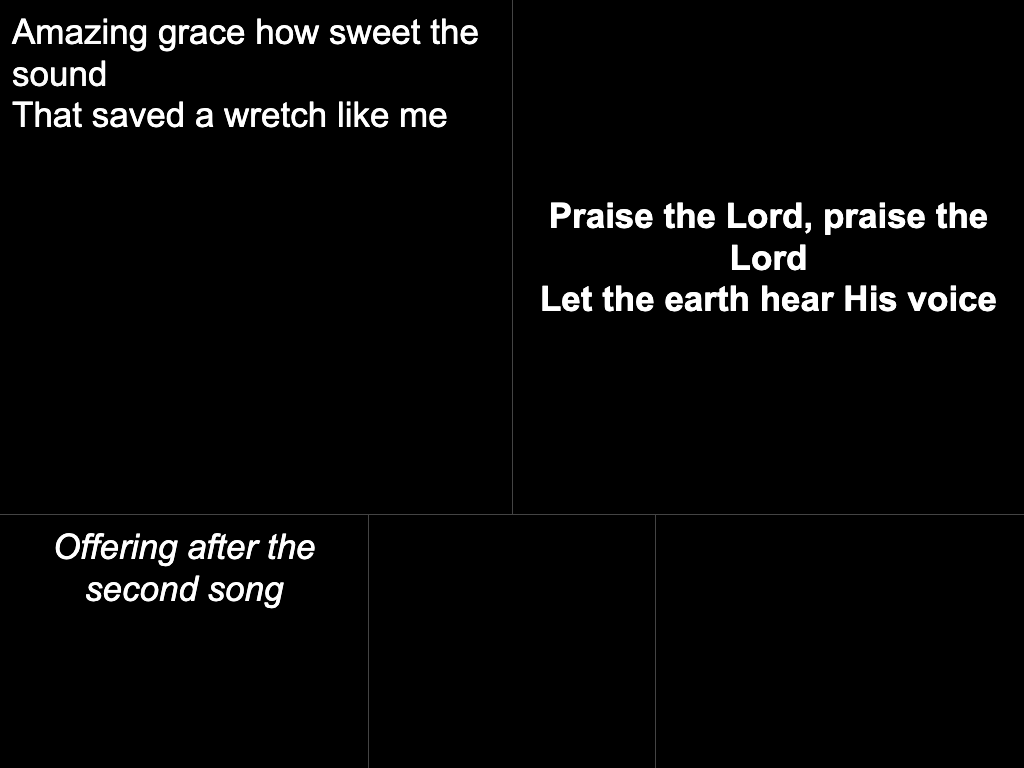 Amazing grace how sweet the
sound
That saved a wretch like me
Praise the Lord, praise the
Lord
Let the earth hear His voice
Offering after the
second song